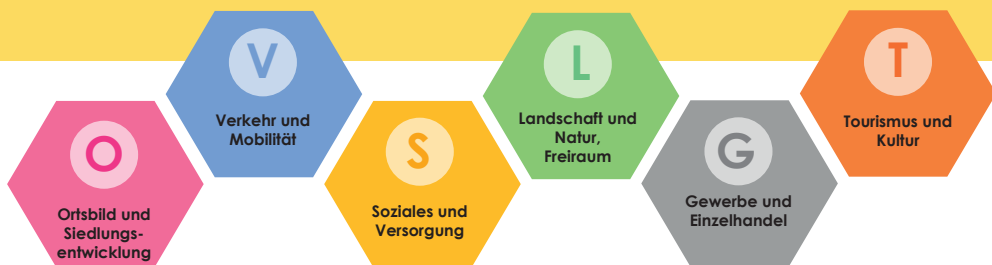 O
Ortsbild und
Siedlungs-
entwicklung
V
Verkehr und
Mobilität
S
Soziales und
Versorgung
L
Landschaft und
Natur,
Freiraum
G
Gewerbe und
Einzelhandel
T
Tourismus und
Kultur